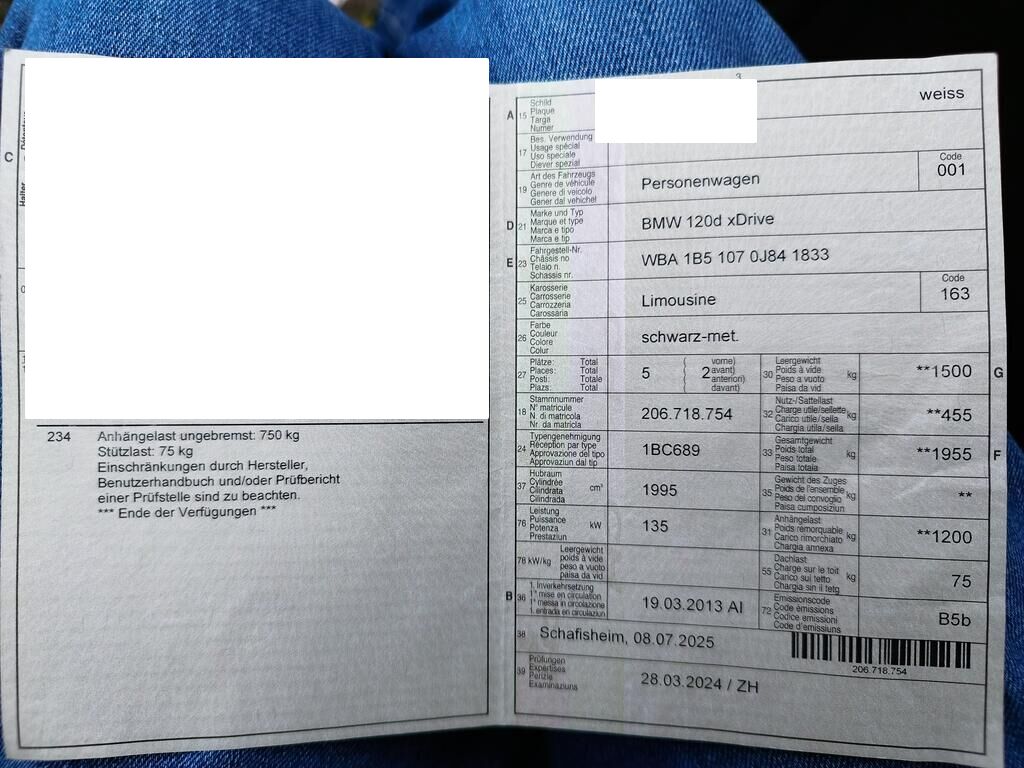 C
Halter
234 Anhängelast ungebremst: 750 kg
Stützlast: 75 kg
Einschränkungen durch Hersteller,
Benutzerhandbuch und/oder Prüfbericht
einer Prüfstelle sind zu beachten.
*** Ende der Verfügungen ***
3
A 15 Schild
Plaque
Targa
Numer
weiss
17 Bes. Verwendung
Usage spécial
Uso speciale
Diever spezial
19 Art des Fahrzeugs
Genre de véhicule
Genere di veicolo
Gener dal vehichel
Personenwagen
Code
001
D 21 Marke und Typ
Marque et type
Marca e tipo
Marca e tip
BMW 120d xDrive
E 23 Fahrgestell-Nr.
Châssis no
Telaio n.
Schassis nr.
WBA 1B5 107 0J84 1833
25 Karosserie
Carrosserie
Carrozzeria
Carossaria
Limousine
Code
163
26 Farbe
Couleur
Colore
Colur
schwarz-met.
27 Plätze: Total
Places: Total
Posti: Totale
Plazs: Total
5 ( 2 vorne)
avant)
anteriori)
davant)
30 Leergewicht
Poids à vide
Peso a vuoto
Paisa da vid
kg
**1500
G
18 Stammnummer
N° matricule
N. di matricola
Nr. da matricla
206.718.754
32 Nutz-/Sattellast
Charge utile/sellette
Carico utile/sella
Chargia utila/sella
kg
**455
24 Typengenehmigung
Réception par type
Approvazione del tipo
Approvaziun dal tip
1BC689
33 Gesamtgewicht
Poids total
Peso totale
Paisa totala
kg
**1955
F
37 Hubraum
Cylindrée
Cilindrata
Cilindrada
cm³
1995
35 Gewicht des Zuges
Poids de l'ensemble
Peso del convoglio
Paisa cumposiziun
kg
**
76 Leistung
Puissance
Potenza
Prestaziun
kW
135
31 Anhängelast
Poids remorquable
Carico rimorchiato
Chargia annexa
kg
**1200
78 kW/kg Leergewicht
poids à vide
peso a vuoto
paisa da vid
55 Dachlast
Charge sur le toit
Carico sul tetto
Chargia sin il tetg
kg
75
B 36 1. Inverkehrsetzung
1re mise en circulation
1a messa in circolazione
1. entrada en circulaziun
19.03.2013 AI
72 Emissionscode
Code émissions
Codice emissioni
Code d'emissiuns
B5b
38 Schafisheim, 08.07.2025
206.718.754
39 Prüfungen
Expertises
Perizie
Examinaziuns
28.03.2024 / ZH